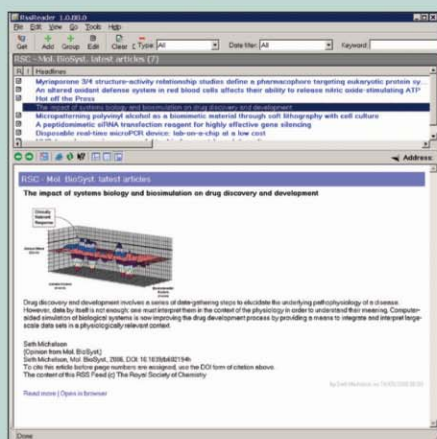 RssReader 1.0.88.0
File Edit View Go Tools Help
Get Add Group Edit Clear Type: All Date filter: All Keyword:
RSC - Mol. BioSyst. latest articles (7)
R ! Headlines
Myriaporone 3/4 structure-activity relationship studies define a pharmacophore targeting eukaryotic protein sy...
An altered oxidant defense system in red blood cells affects their ability to release nitric oxide-stimulating ATP
Hot off the Press
The impact of systems biology and biosimulation on drug discovery and development
Micropatterning polyvinyl alcohol as a biomimetic material through soft lithography with cell culture
A peptidomimetic siRNA transfection reagent for highly effective gene silencing
Disposable real-time microPCR device: lab-on-a-chip at a low cost
Address:
RSC - Mol. BioSyst. latest articles
The impact of systems biology and biosimulation on drug discovery and development
Clinically
Relevant
Response
Drug discovery and development involves a series of data-gathering steps to elucidate the underlying pathophysiology of a disease.
However, data by itself is not enough; one must interpret them in the context of the physiology in order to understand their meaning. Computer-
aided simulation of biological systems is now improving the drug development process by providing a means to integrate and interpret large-
scale data sets in a physiologically relevant context.
Seth Michelson
[Opinion from Mol. BioSyst.]
Seth Michelson, Mol. BioSyst., 2006, DOI: 10.1039/b602194h
To cite this article before page numbers are assigned, use the DOI form of citation above.
The content of this RSS Feed (c) The Royal Society of Chemistry
by Seth Michelson on
Read more | Open in browser
Done